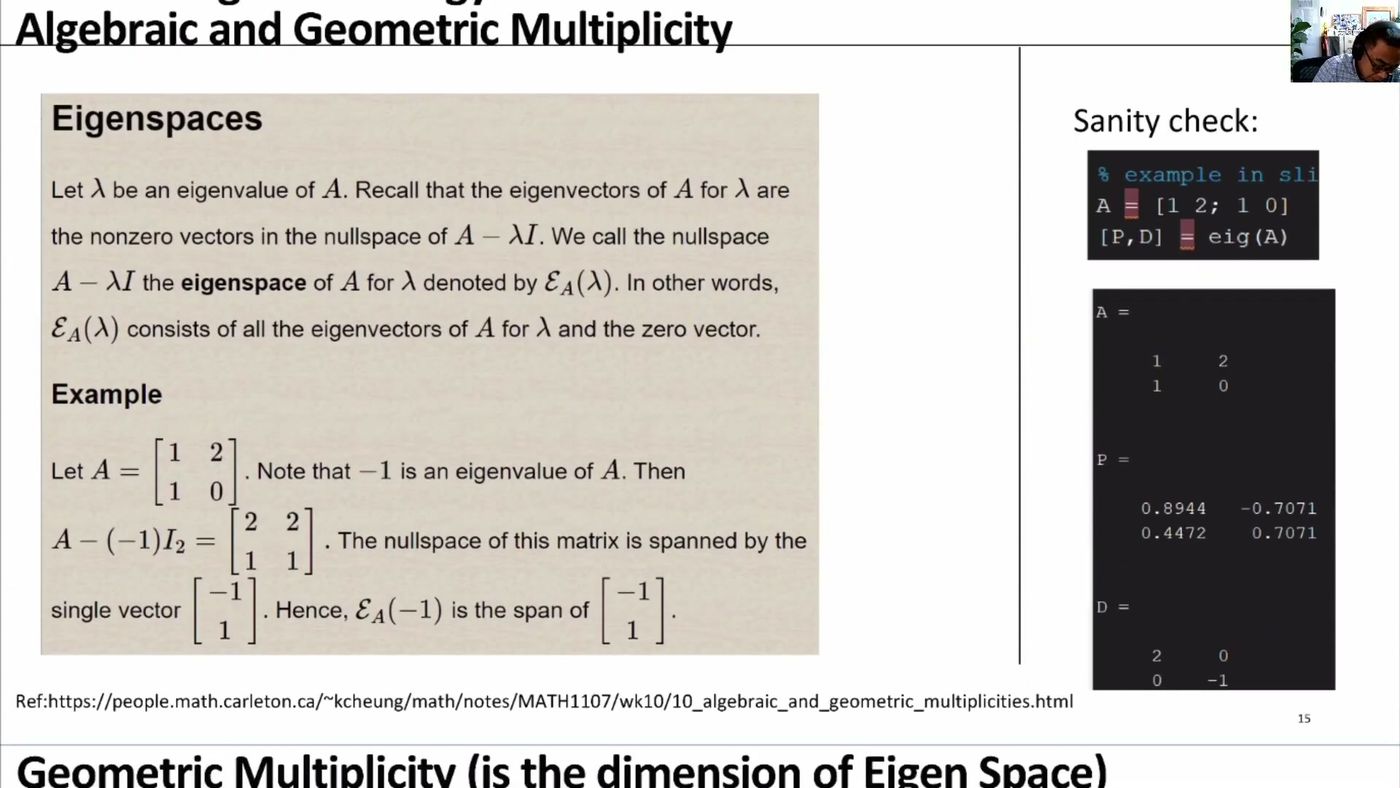 Algebraic and Geometric Multiplicity
Eigenspaces
Let λ be an eigenvalue of A. Recall that the eigenvectors of A for λ are
the nonzero vectors in the nullspace of A − λI. We call the nullspace
A − λI the eigenspace of A for λ denoted by ℰ_A(λ). In other words,
ℰ_A(λ) consists of all the eigenvectors of A for λ and the zero vector.
Example
Let A = [1 2; 1 0]. Note that −1 is an eigenvalue of A. Then
A − (−1)I₂ = [2 2; 1 1]. The nullspace of this matrix is spanned by the
single vector [−1; 1]. Hence, ℰ_A(−1) is the span of [−1; 1].
Ref:https://people.math.carleton.ca/~kcheung/math/notes/MATH1107/wk10/10_algebraic_and_geometric_multiplicities.html
Sanity check:
% example in sli
A = [1 2; 1 0]
[P,D] = eig(A)
A =
1 2
1 0
P =
0.8944 -0.7071
0.4472 0.7071
D =
2 0
0 -1
15
Geometric Multiplicity (is the dimension of Eigen Space)